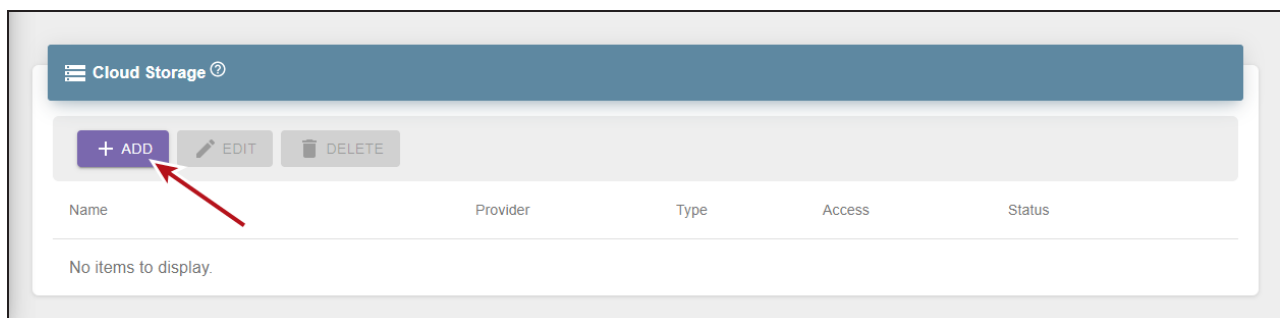 Cloud Storage
+ ADD EDIT DELETE
Name Provider Type Access Status
No items to display.